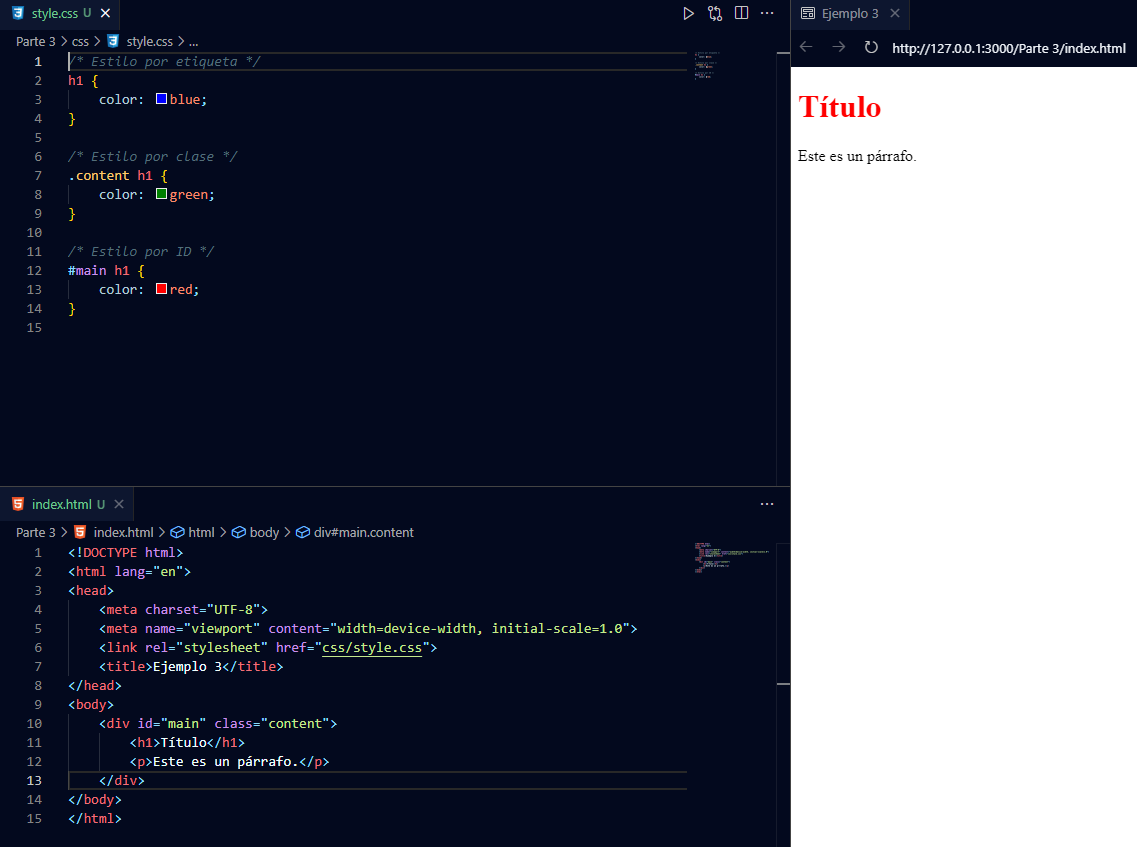 style.css U
Parte 3 > css > style.css > ...
1 /* Estilo por etiqueta */
2 h1 {
3 color: blue;
4 }
5
6 /* Estilo por clase */
7 .content h1 {
8 color: green;
9 }
10
11 /* Estilo por ID */
12 #main h1 {
13 color: red;
14 }
15
index.html U
Parte 3 > index.html > html > body > div#main.content
1 <!DOCTYPE html>
2 <html lang="en">
3 <head>
4 <meta charset="UTF-8">
5 <meta name="viewport" content="width=device-width, initial-scale=1.0">
6 <link rel="stylesheet" href="css/style.css">
7 <title>Ejemplo 3</title>
8 </head>
9 <body>
10 <div id="main" class="content">
11 <h1>Título</h1>
12 <p>Este es un párrafo.</p>
13 </div>
14 </body>
15 </html>
Ejemplo 3
http://127.0.0.1:3000/Parte 3/index.html
Título
Este es un párrafo.